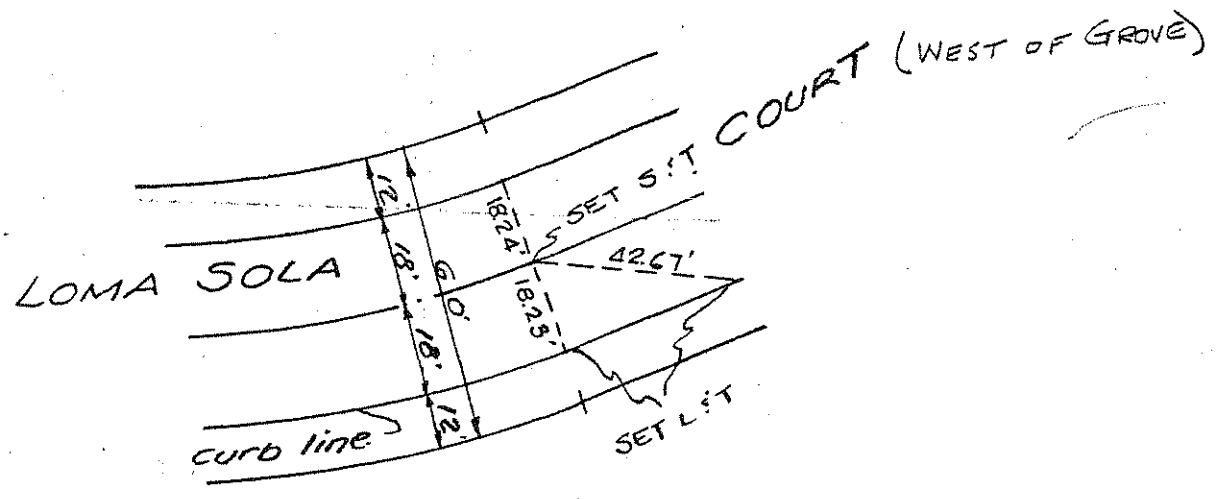 LOMA SOLA COURT (WEST OF GROVE)
SET S&T
12'
18'
60'
18'
12'
18.24'
18.23'
42.67'
SET L&T
curb line